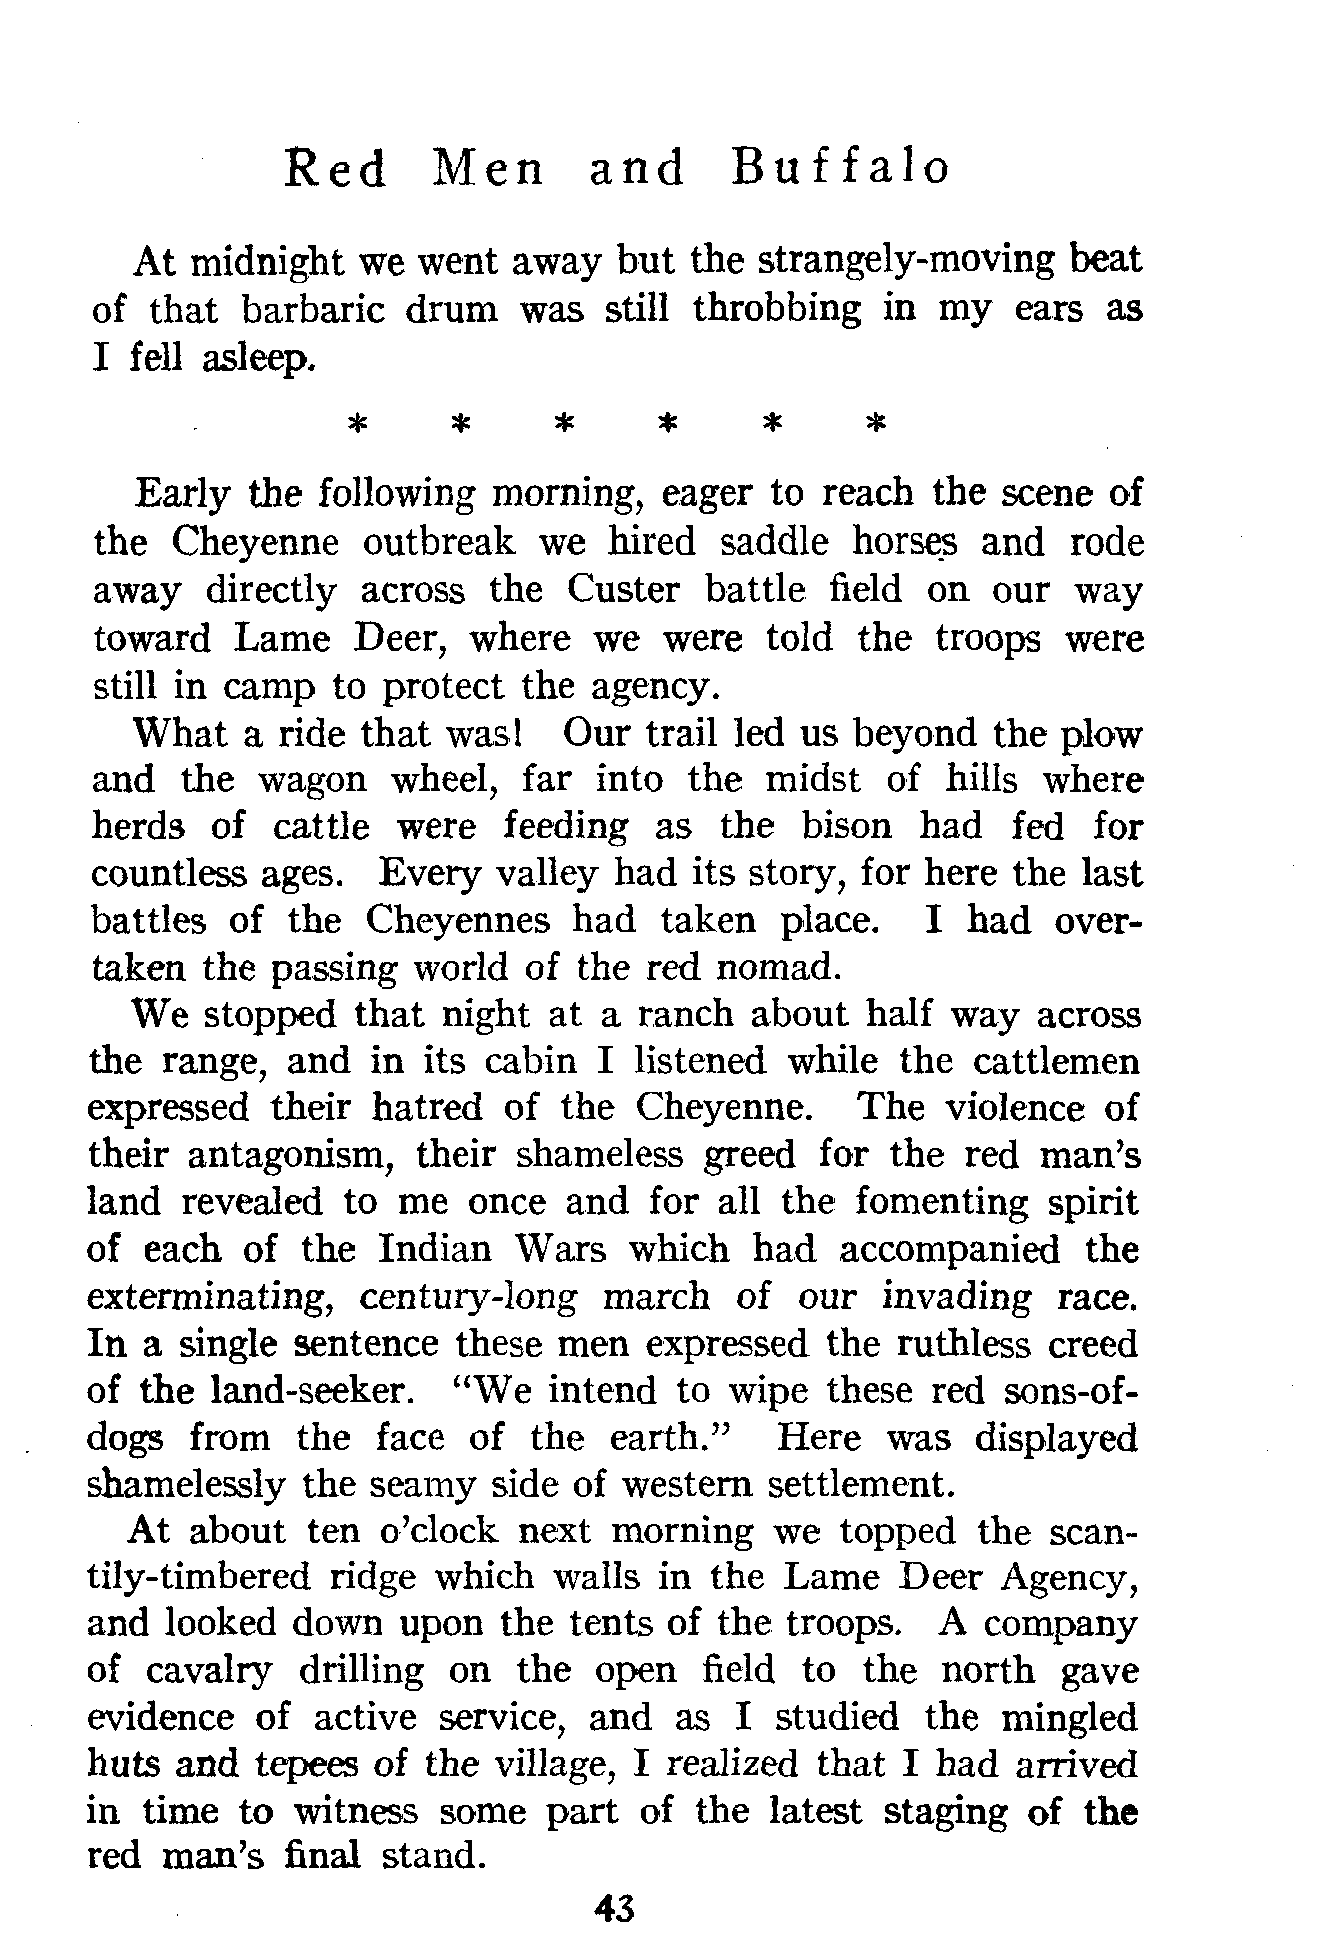 Red Men and Buffalo
At midnight we went away but the strangely-moving beat
of that barbaric drum was still throbbing in my ears as
I fell asleep.
* * * * * *
Early the following morning, eager to reach the scene of
the Cheyenne outbreak we hired saddle horses and rode
away directly across the Custer battle field on our way
toward Lame Deer, where we were told the troops were
still in camp to protect the agency.
What a ride that was! Our trail led us beyond the plow
and the wagon wheel, far into the midst of hills where
herds of cattle were feeding as the bison had fed for
countless ages. Every valley had its story, for here the last
battles of the Cheyennes had taken place. I had over-
taken the passing world of the red nomad.
We stopped that night at a ranch about half way across
the range, and in its cabin I listened while the cattlemen
expressed their hatred of the Cheyenne. The violence of
their antagonism, their shameless greed for the red man's
land revealed to me once and for all the fomenting spirit
of each of the Indian Wars which had accompanied the
exterminating, century-long march of our invading race.
In a single sentence these men expressed the ruthless creed
of the land-seeker. “We intend to wipe these red sons-of-
dogs from the face of the earth.” Here was displayed
shamelessly the seamy side of western settlement.
At about ten o'clock next morning we topped the scan-
tily-timbered ridge which walls in the Lame Deer Agency,
and looked down upon the tents of the troops. A company
of cavalry drilling on the open field to the north gave
evidence of active service, and as I studied the mingled
huts and tepees of the village, I realized that I had arrived
in time to witness some part of the latest staging of the
red man's final stand.
43